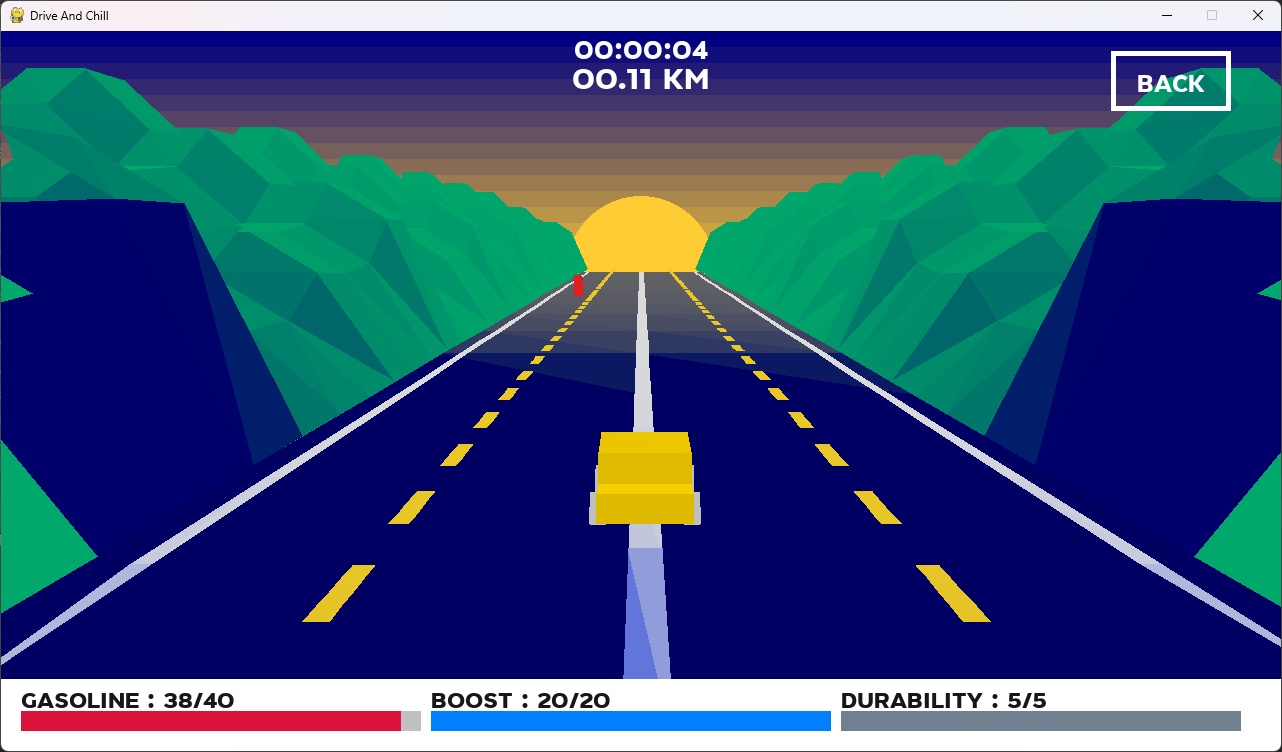 Drive And Chill
00:00:04
00.11 KM
BACK
GASOLINE : 38/40
BOOST : 20/20
DURABILITY : 5/5